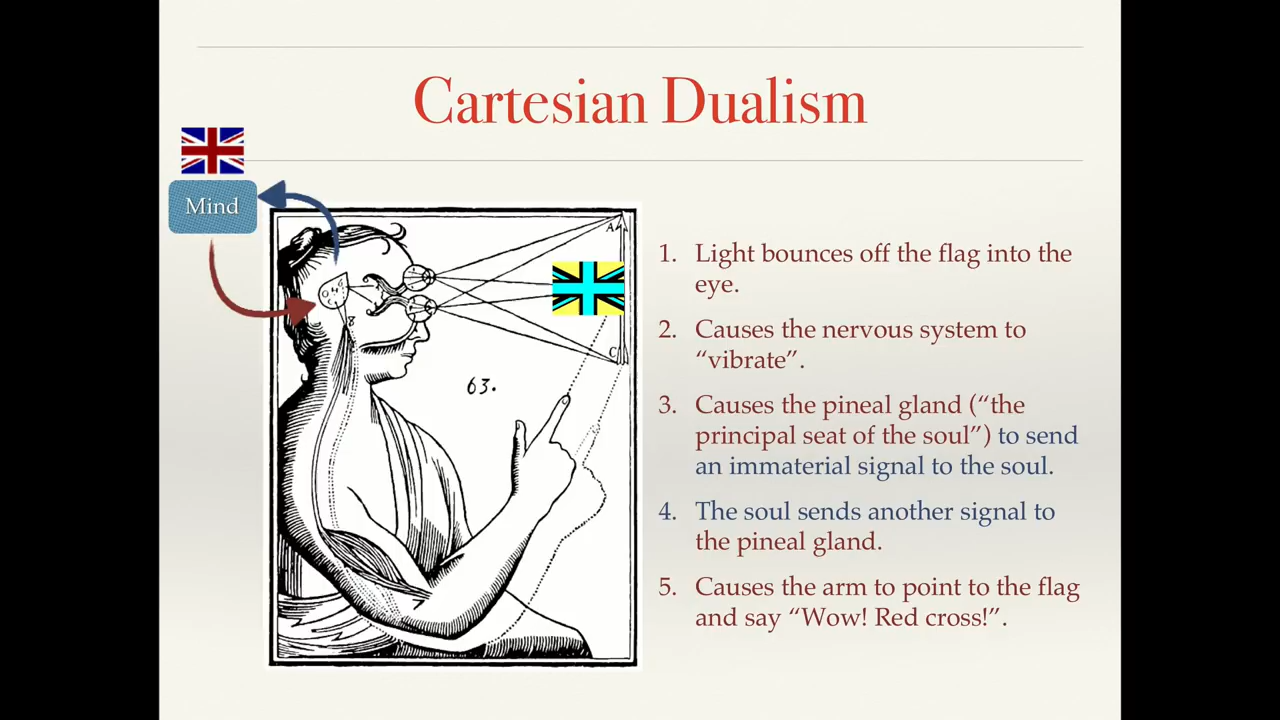 Cartesian Dualism
Mind
A
C
63.
1. Light bounces off the flag into the
eye.
2. Causes the nervous system to
“vibrate”.
3. Causes the pineal gland (“the
principal seat of the soul”) to send
an immaterial signal to the soul.
4. The soul sends another signal to
the pineal gland.
5. Causes the arm to point to the flag
and say “Wow! Red cross!”.